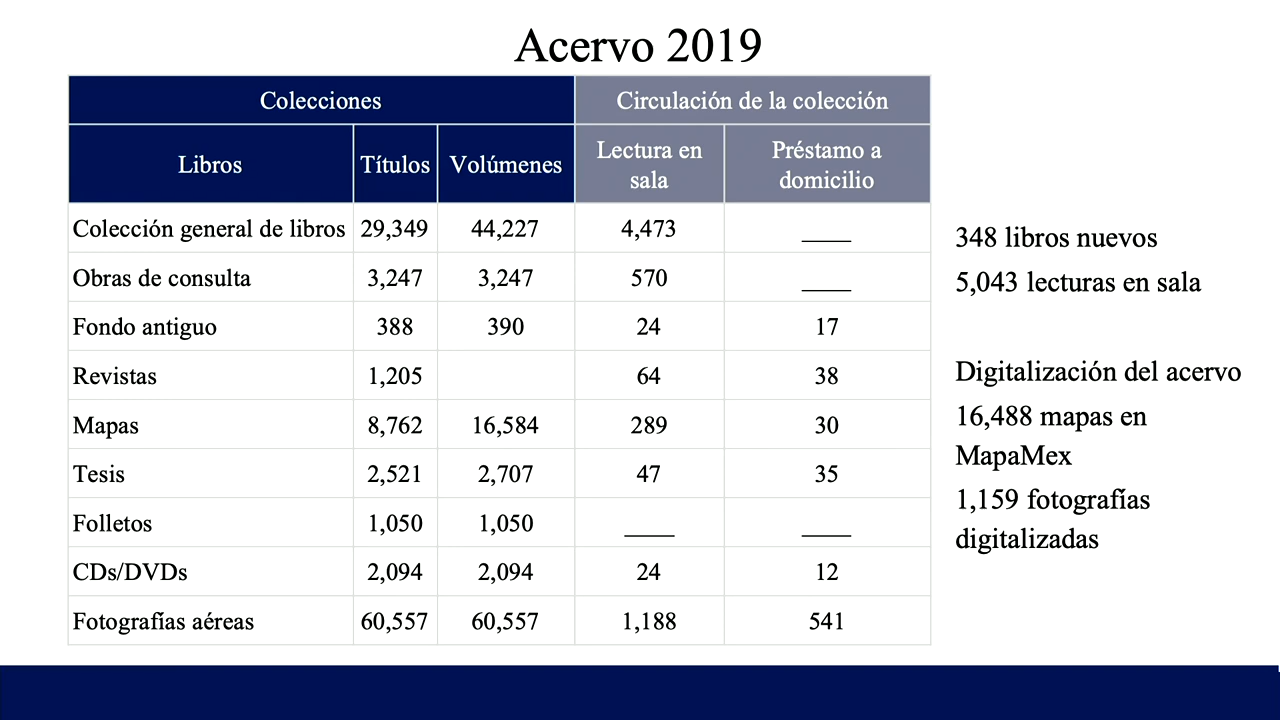 Acervo 2019
Colecciones Circulación de la colección
Libros Títulos Volúmenes Lectura en sala Préstamo a domicilio
Colección general de libros 29,349 44,227 4,473 ____
Obras de consulta 3,247 3,247 570 ____
Fondo antiguo 388 390 24 17
Revistas 1,205 64 38
Mapas 8,762 16,584 289 30
Tesis 2,521 2,707 47 35
Folletos 1,050 1,050 ____ ____
CDs/DVDs 2,094 2,094 24 12
Fotografías aéreas 60,557 60,557 1,188 541
348 libros nuevos
5,043 lecturas en sala
Digitalización del acervo
16,488 mapas en
MapaMex
1,159 fotografías
digitalizadas